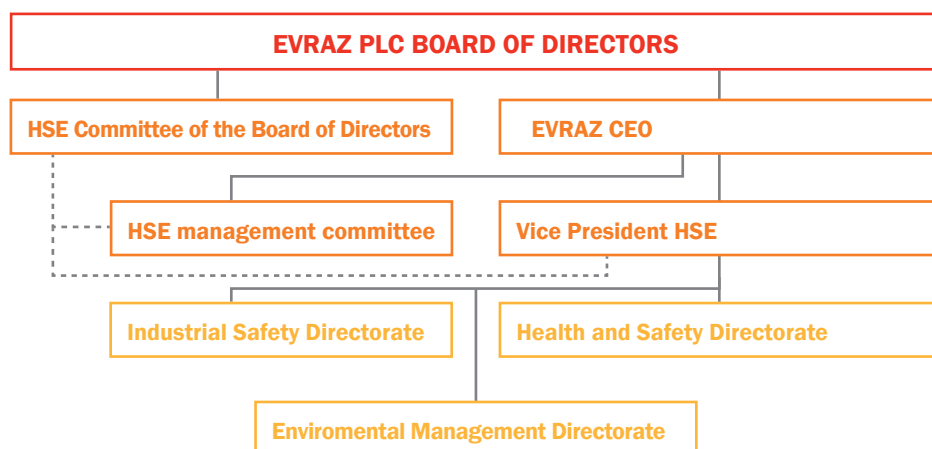 EVRAZ PLC BOARD OF DIRECTORS
HSE Committee of the Board of Directors
EVRAZ CEO
HSE management committee
Vice President HSE
Industrial Safety Directorate
Health and Safety Directorate
Enviromental Management Directorate